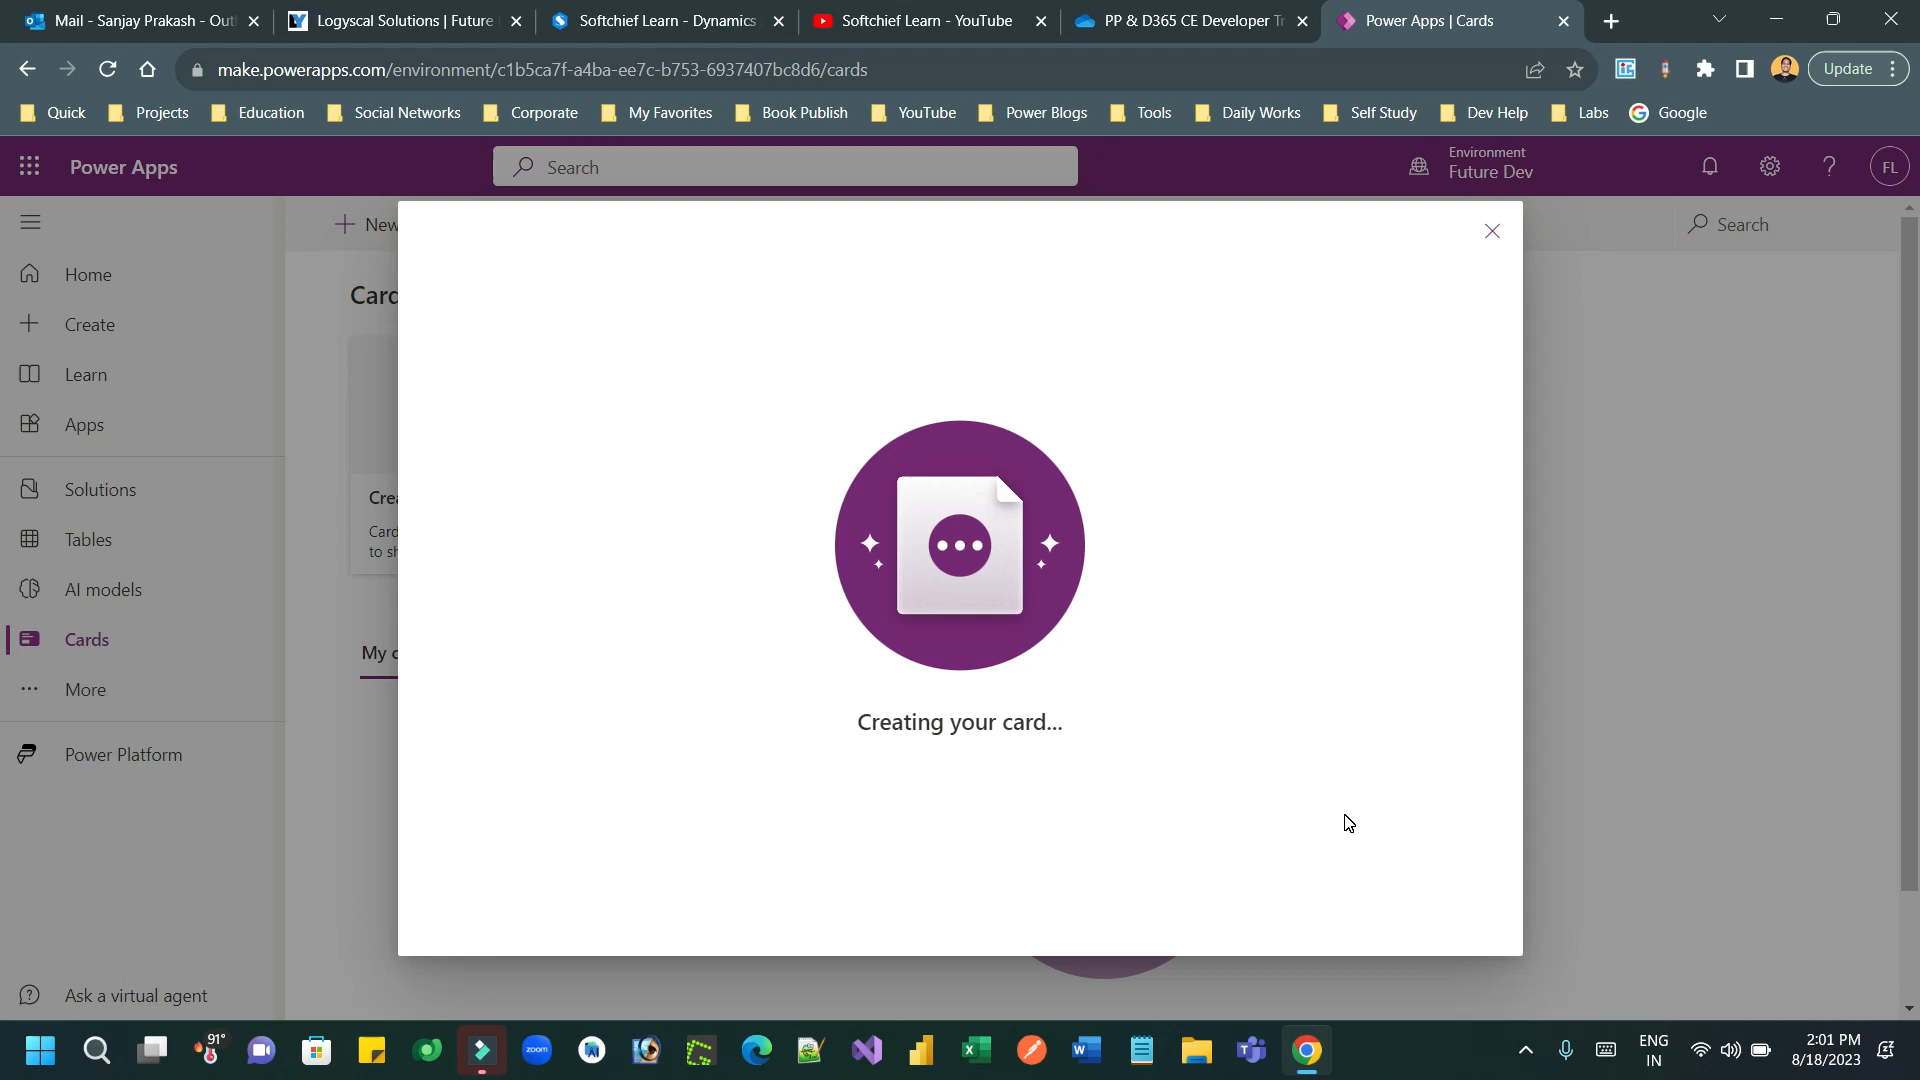 Mail - Sanjay Prakash - Out
Logyscal Solutions | Future
Softchief Learn - Dynamics
Softchief Learn - YouTube
PP & D365 CE Developer Tr
Power Apps | Cards
make.powerapps.com/environment/c1b5ca7f-a4ba-ee7c-b753-6937407bc8d6/cards
Update
Quick
Projects
Education
Social Networks
Corporate
My Favorites
Book Publish
YouTube
Power Blogs
Tools
Daily Works
Self Study
Dev Help
Labs
Google
Power Apps
Search
Environment
Future Dev
FL
New
Search
Home
Create
Learn
Apps
Solutions
Tables
AI models
Cards
More
Power Platform
Ask a virtual agent
Card
Crea
Card
to sh
My c
Creating your card...
91°
zoom
ENG
IN
2:01 PM
8/18/2023